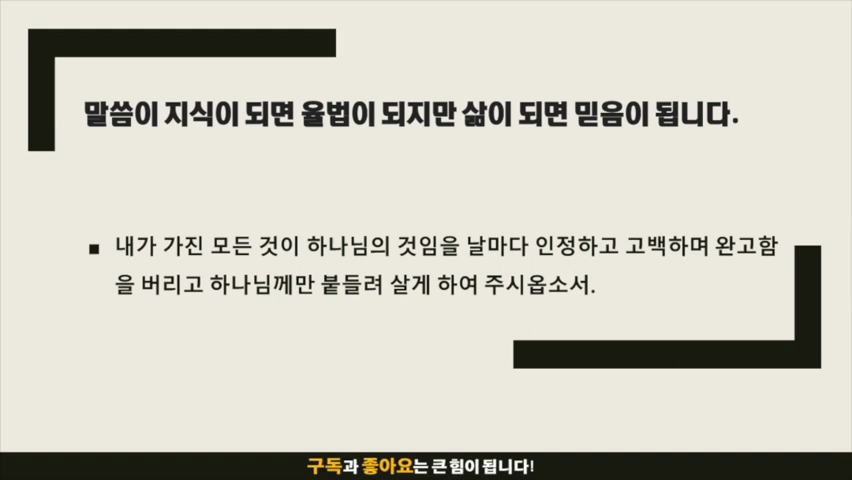 말씀이 지식이 되면 율법이 되지만 삶이 되면 믿음이 됩니다.
■ 내가 가진 모든 것이 하나님의 것임을 날마다 인정하고 고백하며 완고함
을 버리고 하나님께만 붙들려 살게 하여 주시옵소서.
구독과 좋아요는 큰 힘이 됩니다!